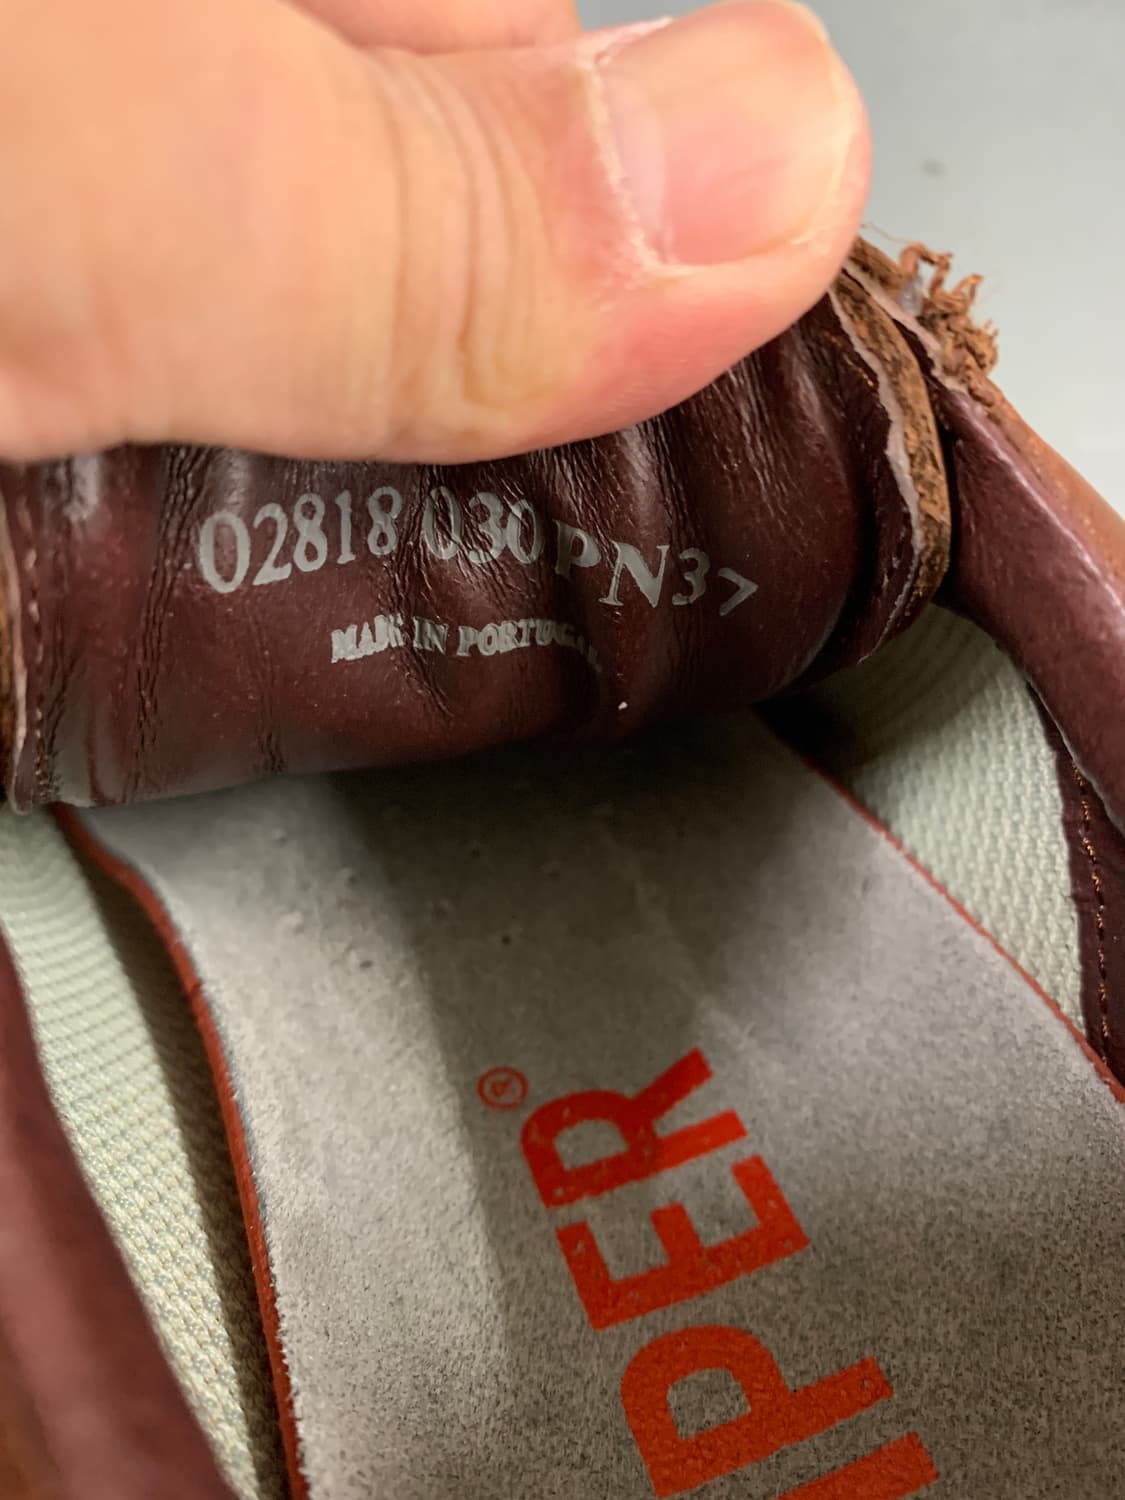 02818 030 PN37
MADE IN PORTUGAL
IPER®